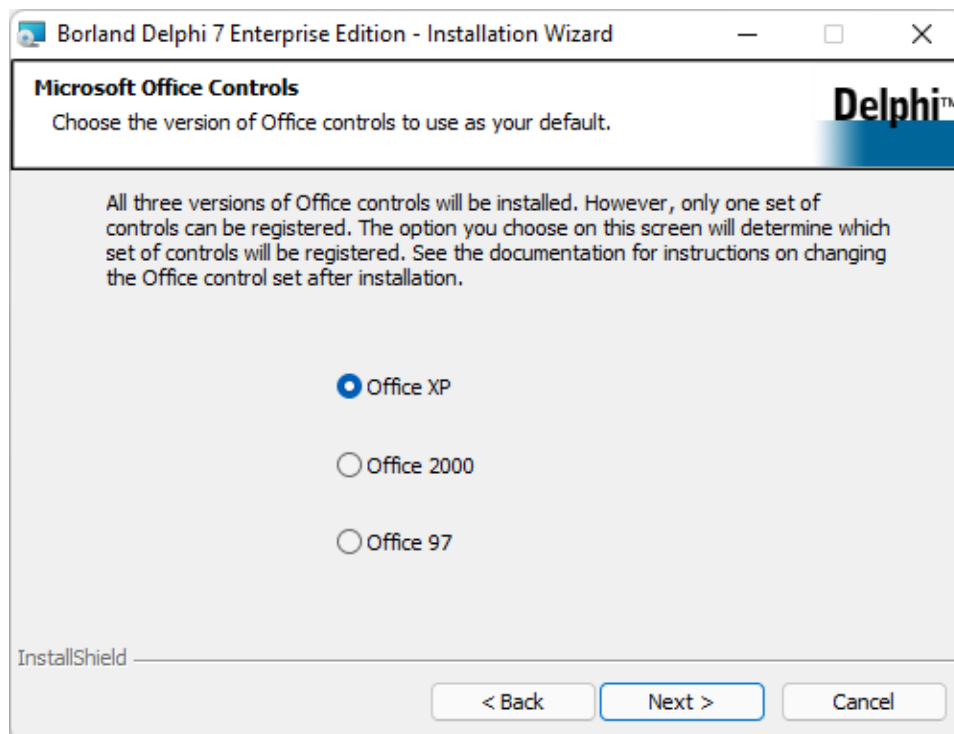 Borland Delphi 7 Enterprise Edition - Installation Wizard
Microsoft Office Controls
Choose the version of Office controls to use as your default.
Delphi™
All three versions of Office controls will be installed. However, only one set of
controls can be registered. The option you choose on this screen will determine which
set of controls will be registered. See the documentation for instructions on changing
the Office control set after installation.
Office XP
Office 2000
Office 97
InstallShield
< Back
Next >
Cancel